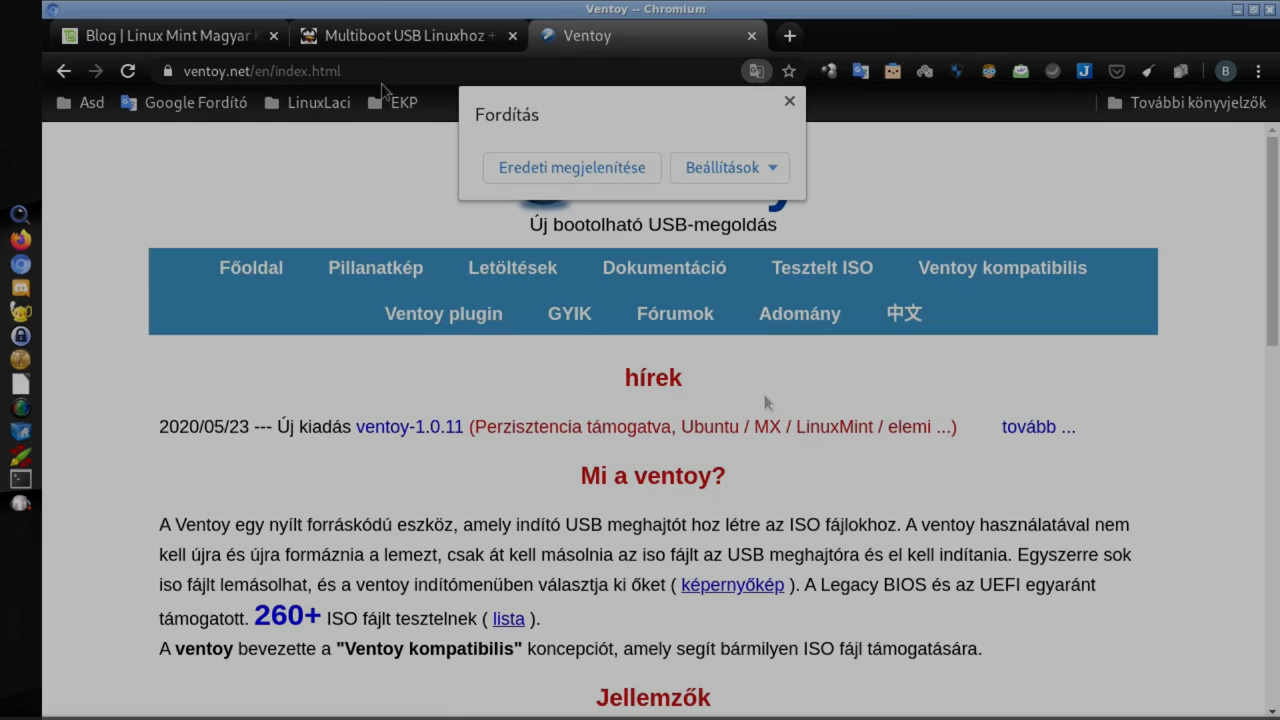 Ventoy – Chromium
Blog | Linux Mint Magyar
Multiboot USB Linuxhoz +
Ventoy
ventoy.net/en/index.html
B
Asd
Google Fordító
LinuxLaci
EKP
További könyvjelzők
Fordítás
Eredeti megjelenítése
Beállítások
Új bootolható USB-megoldás
Főoldal Pillanatkép Letöltések Dokumentáció Tesztelt ISO Ventoy kompatibilis
Ventoy plugin GYIK Fórumok Adomány 中文
hírek
2020/05/23 --- Új kiadás ventoy-1.0.11 (Perzisztencia támogatva, Ubuntu / MX / LinuxMint / elemi ...) tovább ...
Mi a ventoy?
A Ventoy egy nyílt forráskódú eszköz, amely indító USB meghajtót hoz létre az ISO fájlokhoz. A ventoy használatával nem
kell újra és újra formáznia a lemezt, csak át kell másolnia az iso fájlt az USB meghajtóra és el kell indítania. Egyszerre sok
iso fájlt lemásolhat, és a ventoy indítómenüben választja ki őket ( képernyőkép ). A Legacy BIOS és az UEFI egyaránt
támogatott. 260+ ISO fájlt tesztelnek ( lista ).
A ventoy bevezette a "Ventoy kompatibilis" koncepciót, amely segít bármilyen ISO fájl támogatására.
Jellemzők